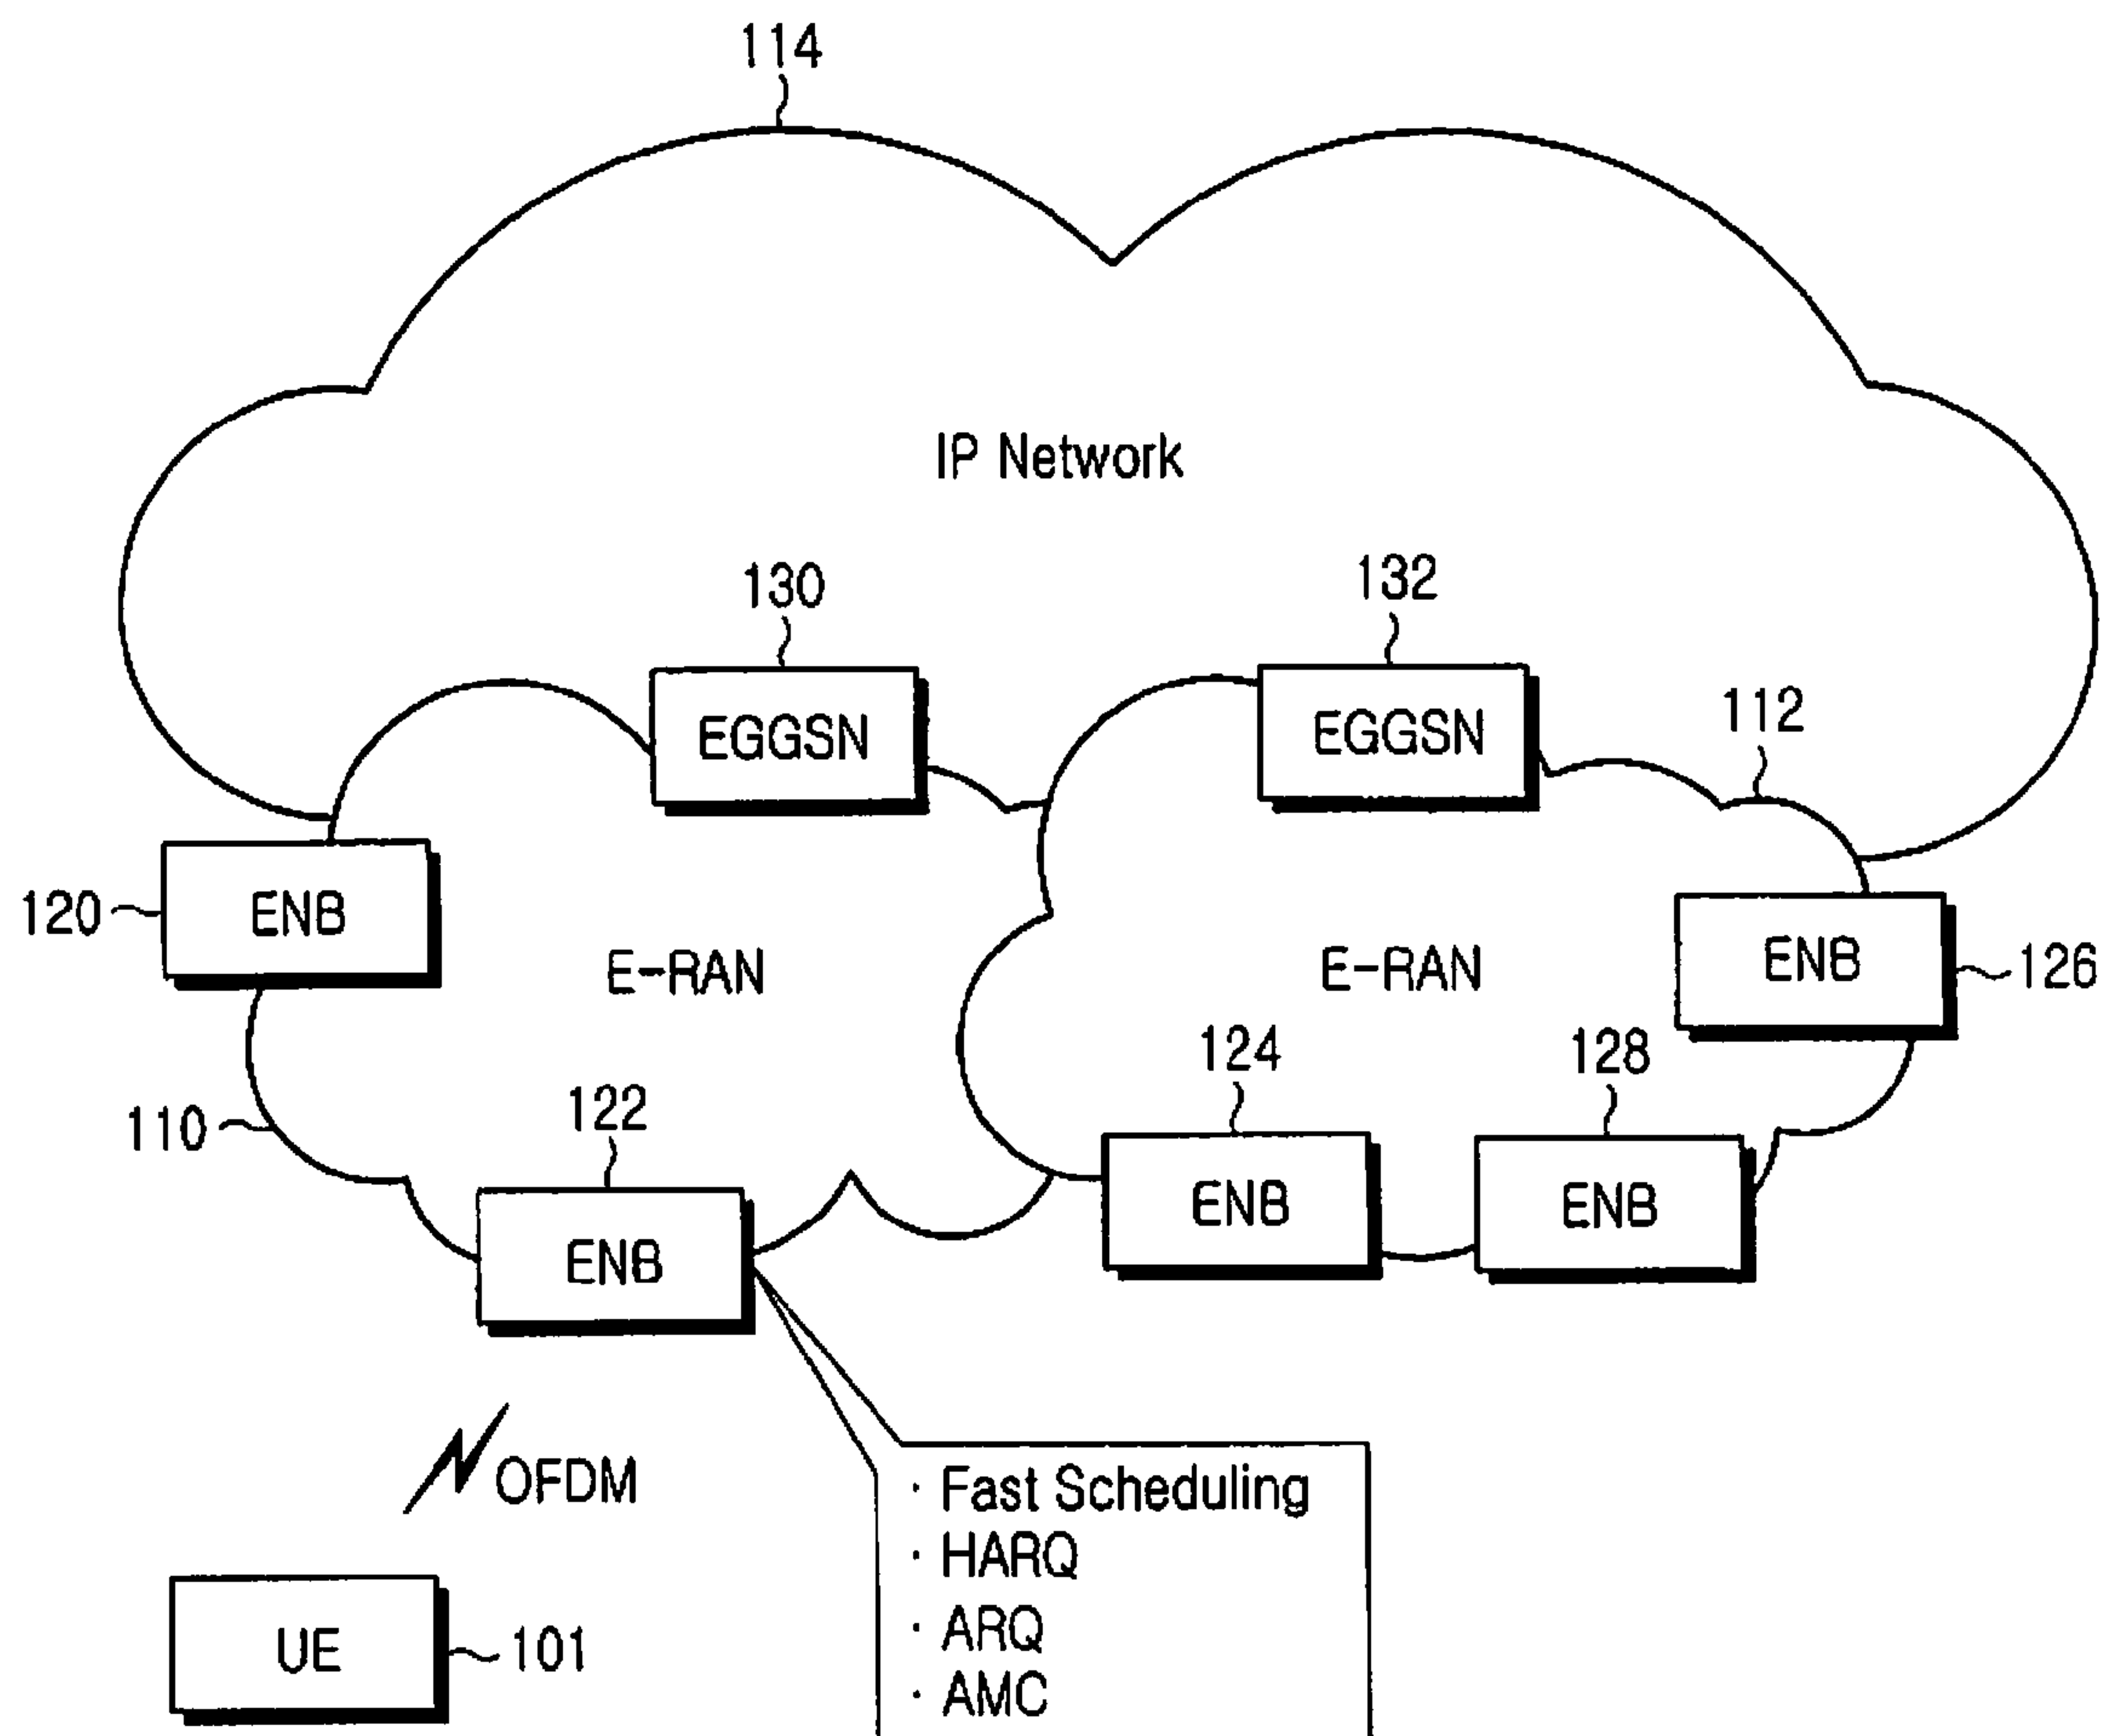 114
IP Network
130
132
EGGSN
EGGSN
112
120
ENB
E-RAN
E-RAN
ENB
126
124
128
110
122
ENB
ENB
ENB
OFDM
· Fast Scheduling
· HARQ
· ARQ
· AMC
UE
101